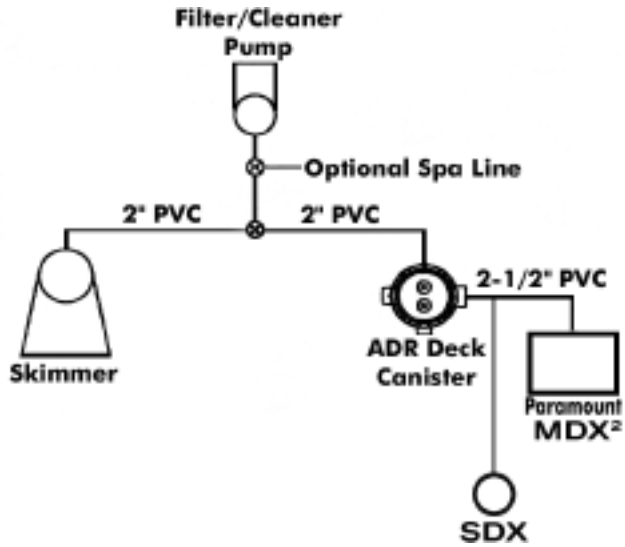 Filter/Cleaner
Pump
Optional Spa Line
2" PVC
2" PVC
2-1/2" PVC
ADR Deck
Canister
Skimmer
Paramount
MDX²
SDX